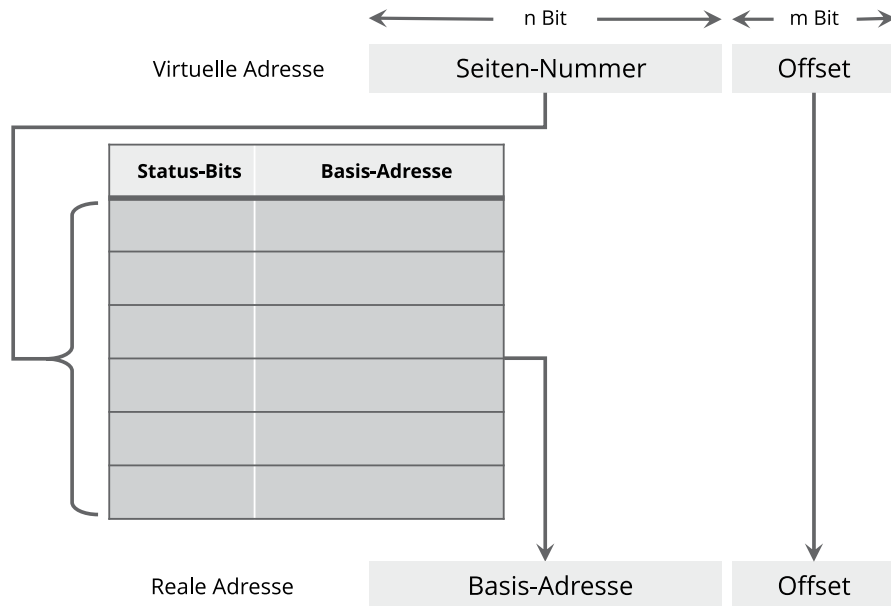 n Bit m Bit
Virtuelle Adresse Seiten-Nummer Offset
Status-Bits Basis-Adresse
Reale Adresse Basis-Adresse Offset